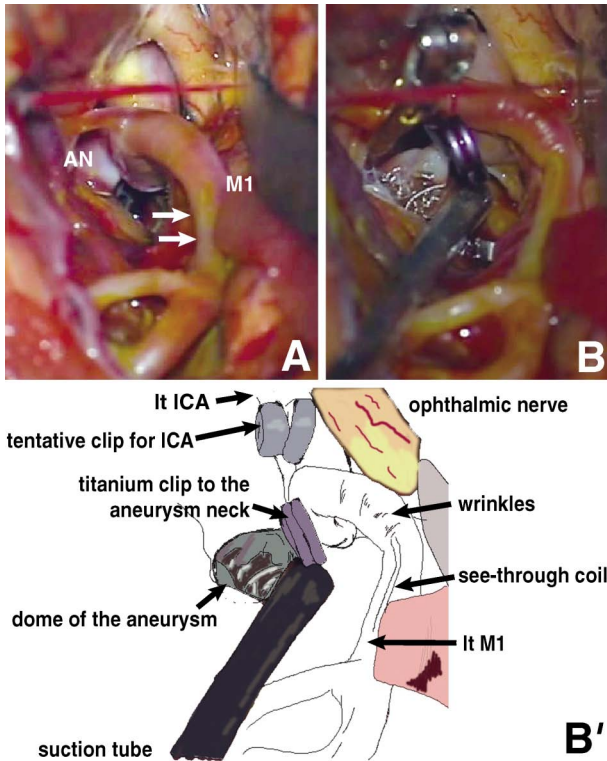 AN
M1
A
B
lt ICA
tentative clip for ICA
titanium clip to the
aneurysm neck
dome of the aneurysm
suction tube
ophthalmic nerve
wrinkles
see-through coil
lt M1
B′